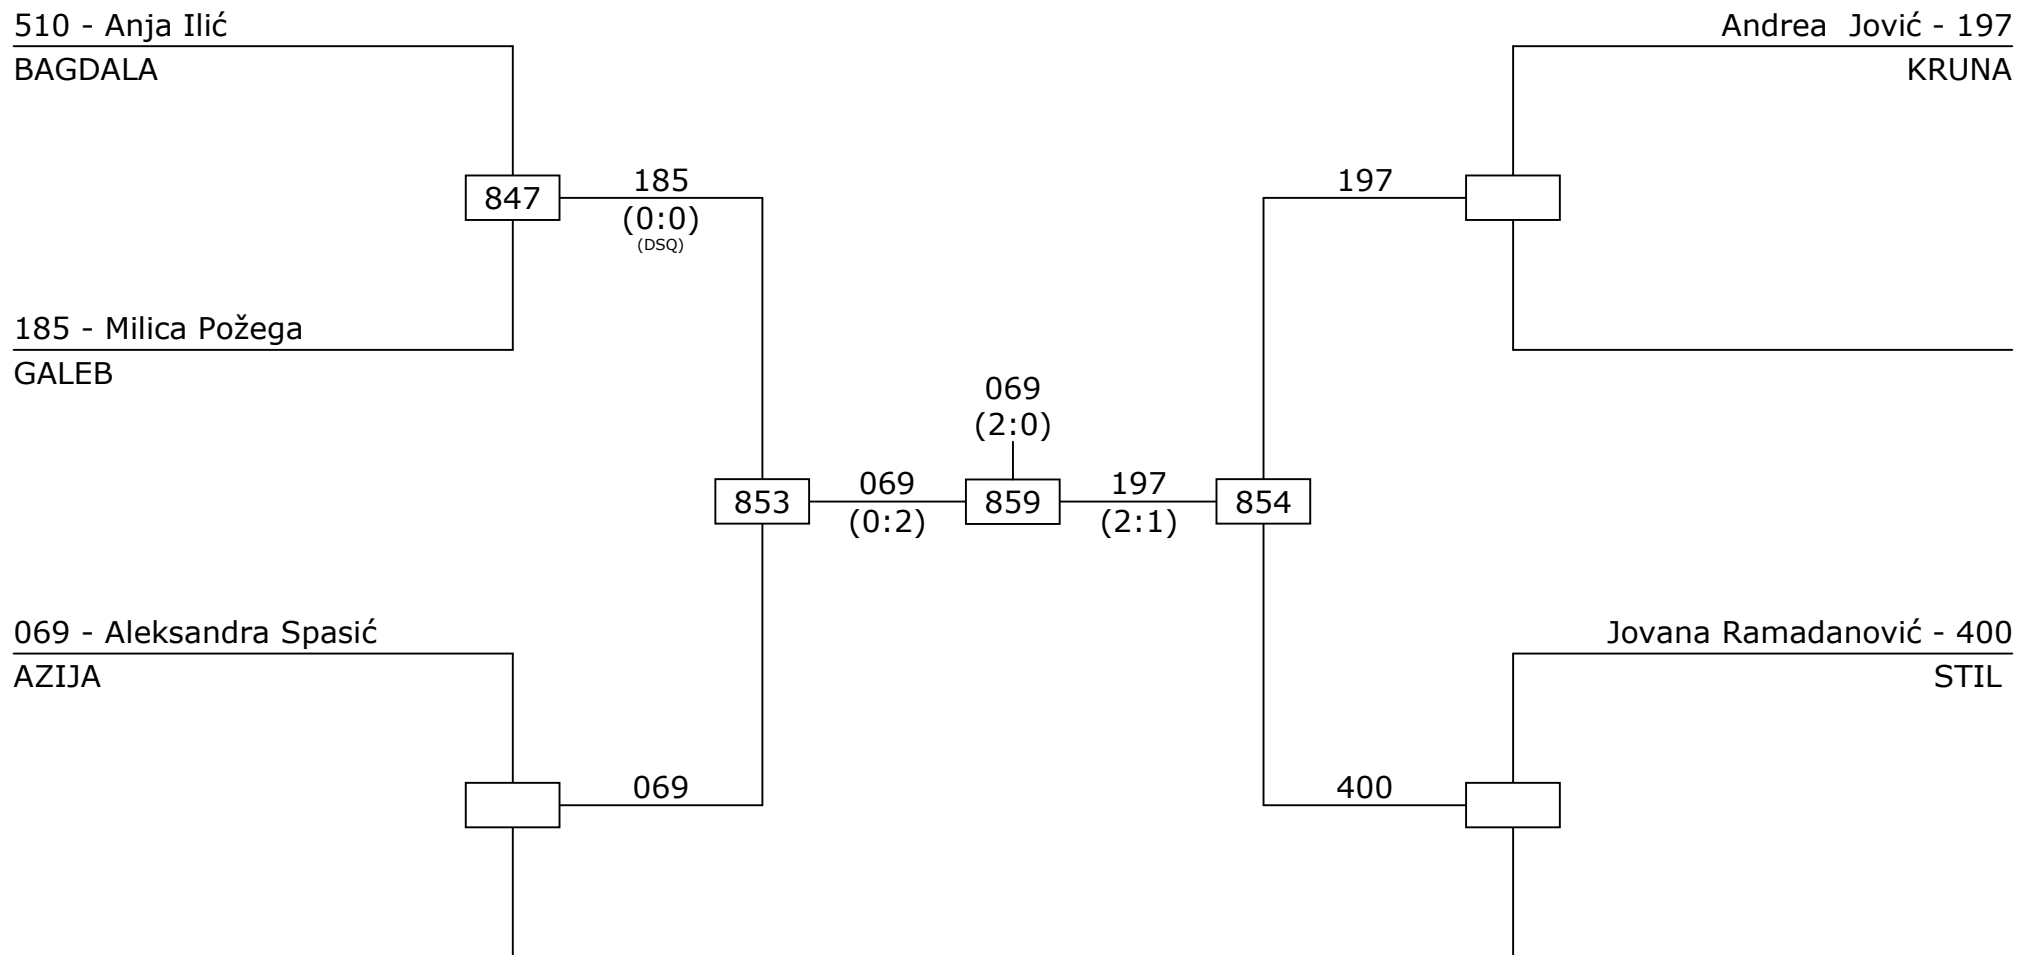 510 - Anja Ilić
BAGDALA
847
185
(0:0)
(DSQ)
185 - Milica Požega
GALEB
853
069
(0:2)
069 - Aleksandra Spasić
AZIJA
069
069
(2:0)
859
197
(2:1)
854
Andrea  Jović - 197
KRUNA
197
Jovana Ramadanović - 400
STIL
400